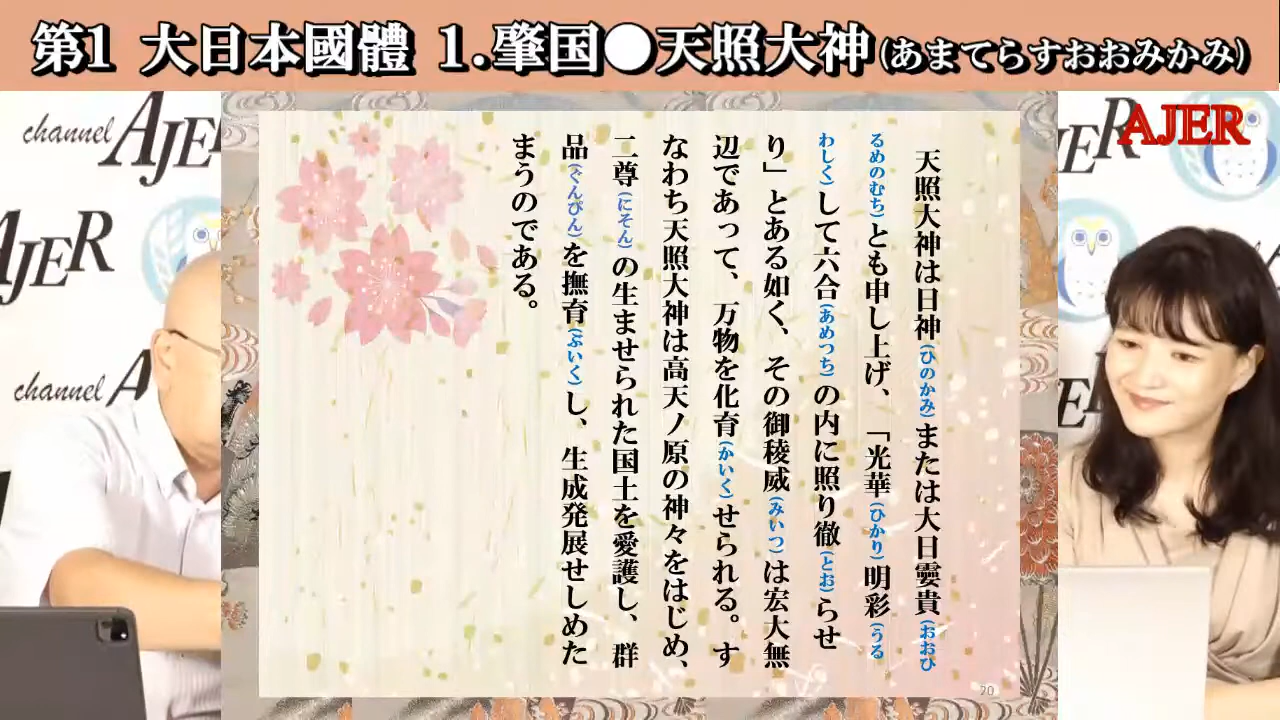 第1 大日本國體 1.肇国●天照大神(あまてらすおおみかみ)
channel AJER
AJER
channel A
AJER
ER
天照大神は日神(ひのかみ)または大日孁貴(おおひ
るめのむち)とも申し上げ、「光華(ひかり)明彩(うる
わしく)して六合(あめつち)の内に照り徹(とお)らせ
り」とある如く、その御稜威(みいつ)は宏大無
辺であって、万物を化育(かいく)せられる。す
なわち天照大神は高天ノ原の神々をはじめ、
二尊(にそん)の生ませられた国土を愛護し、群
品(ぐんぴん)を撫育(ぶいく)し、生成発展せしめた
まうのである。
20